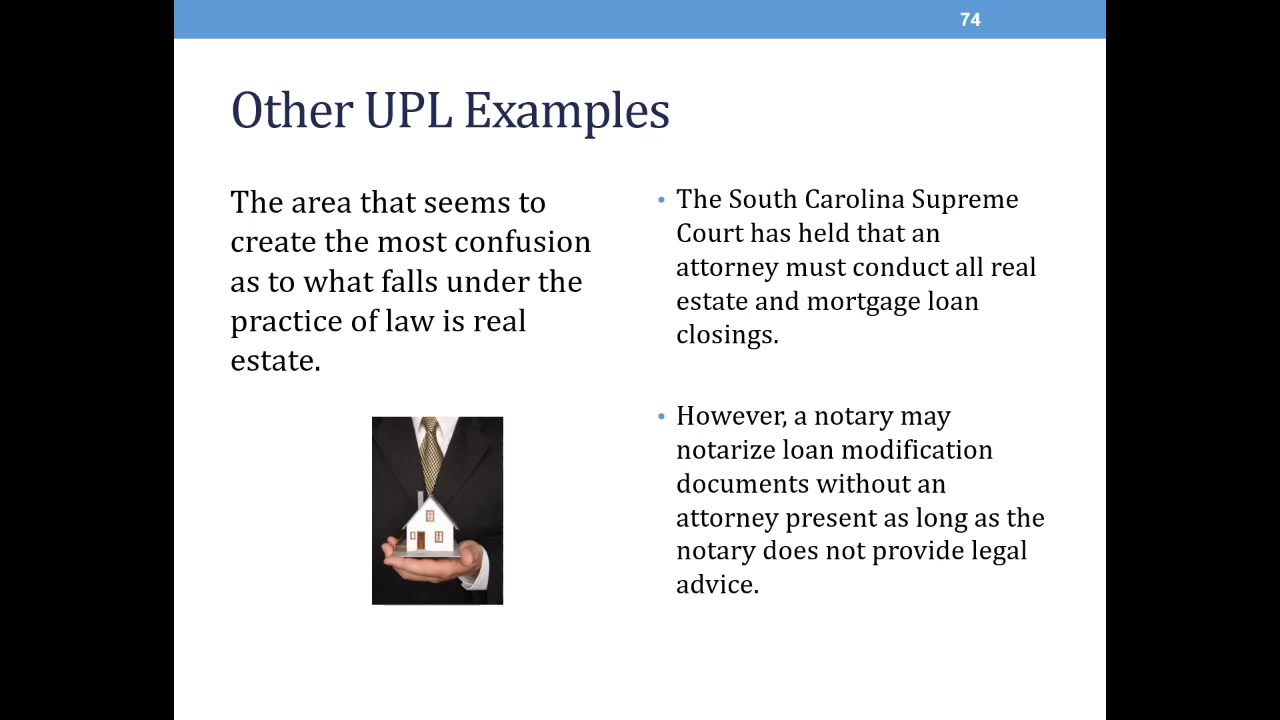 74
Other UPL Examples
The area that seems to
create the most confusion
as to what falls under the
practice of law is real
estate.
• The South Carolina Supreme
Court has held that an
attorney must conduct all real
estate and mortgage loan
closings.
• However, a notary may
notarize loan modification
documents without an
attorney present as long as the
notary does not provide legal
advice.